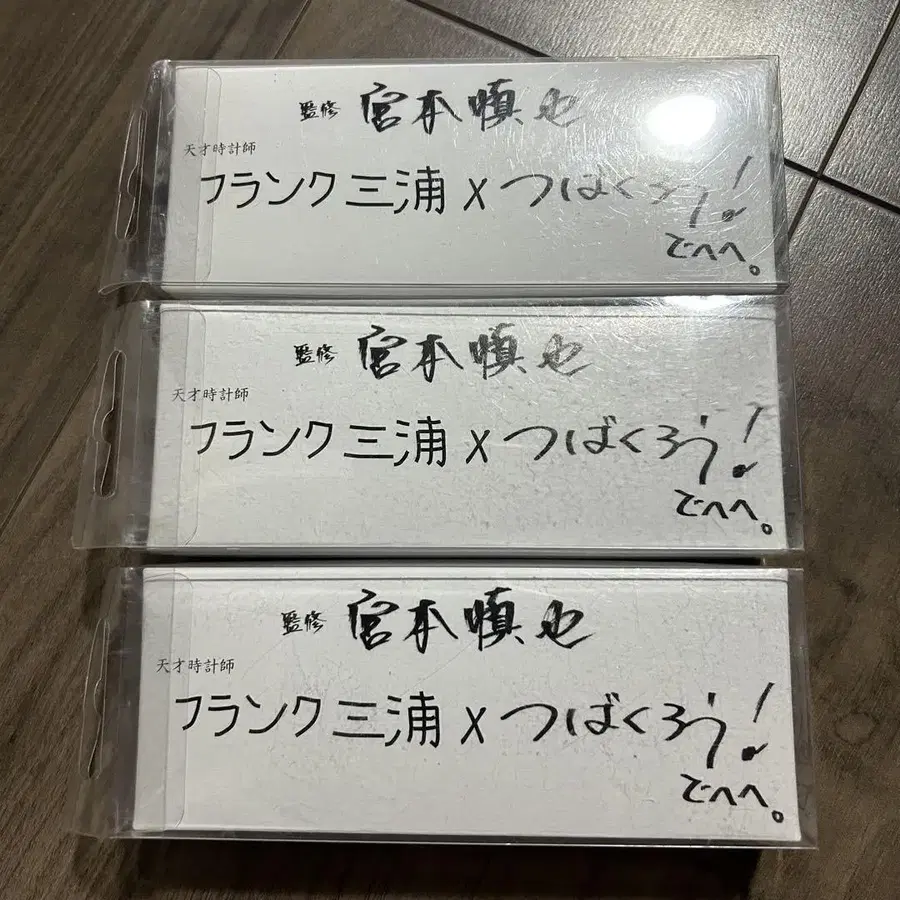 監修 宮本慎也
天才時計師
フランク三浦 x つばくろう!
でへへ。
監修 宮本慎也
天才時計師
フランク三浦 x つばくろう!
でへへ。
監修 宮本慎也
天才時計師
フランク三浦 x つばくろう!
でへへ。